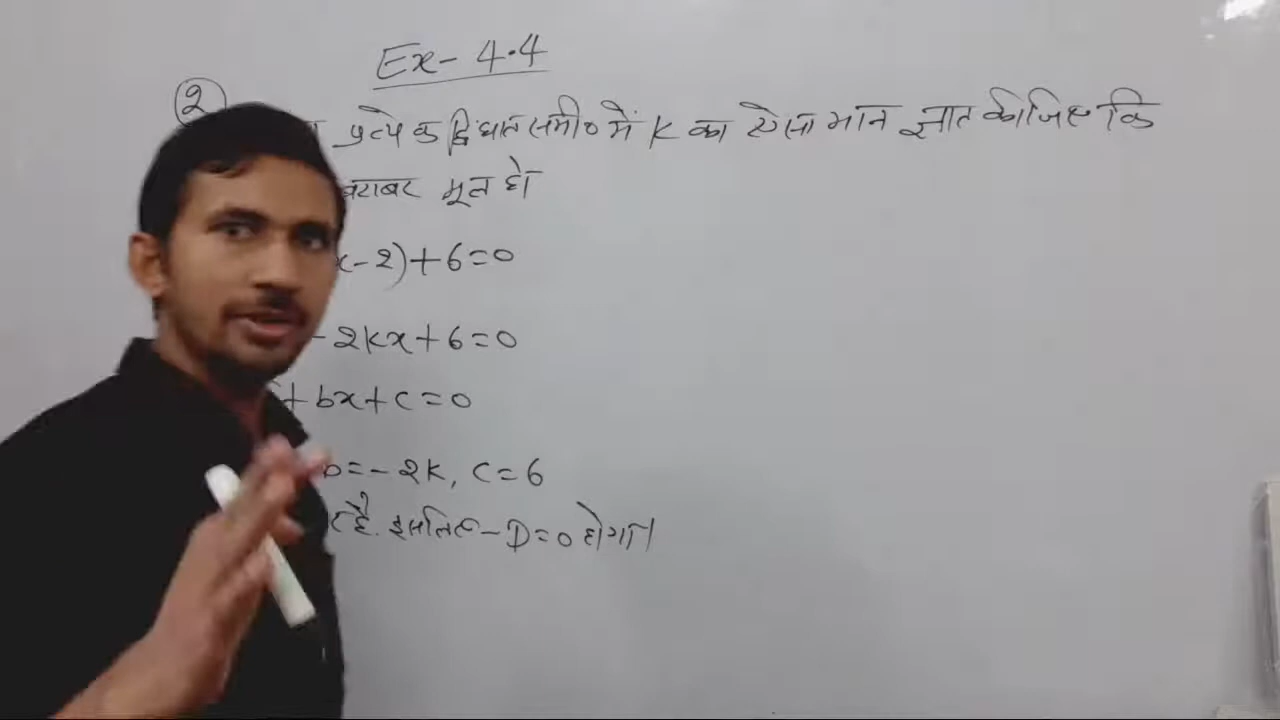 Ex- 4.4
२
प्रत्येक द्विघात समी० में K का ऐसा मान ज्ञात कीजिए कि
बराबर मूल हो
x-2)+6=0
- 2Kx+6=0
+bx+c=0
b=-2K, c=6
है. इसलिए - D=0 होगा